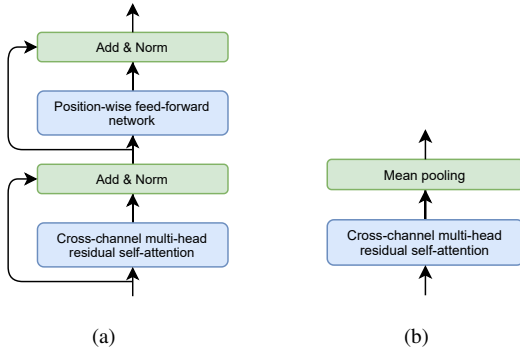 Add & Norm
Position-wise feed-forward
network
Add & Norm
Cross-channel multi-head
residual self-attention
(a)
Mean pooling
Cross-channel multi-head
residual self-attention
(b)